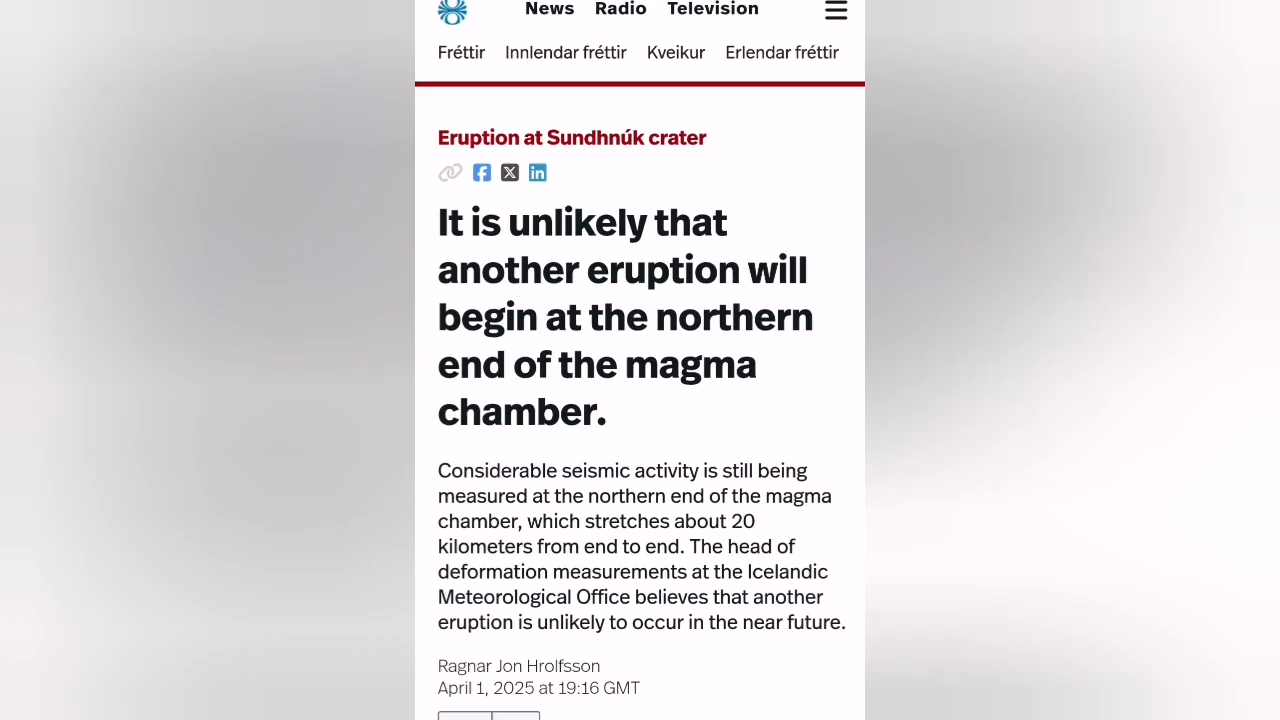 News Radio Television
Fréttir Innlendar fréttir Kveikur Erlendar fréttir
Eruption at Sundhnúk crater
It is unlikely that
another eruption will
begin at the northern
end of the magma
chamber.
Considerable seismic activity is still being
measured at the northern end of the magma
chamber, which stretches about 20
kilometers from end to end. The head of
deformation measurements at the Icelandic
Meteorological Office believes that another
eruption is unlikely to occur in the near future.
Ragnar Jon Hrolfsson
April 1, 2025 at 19:16 GMT